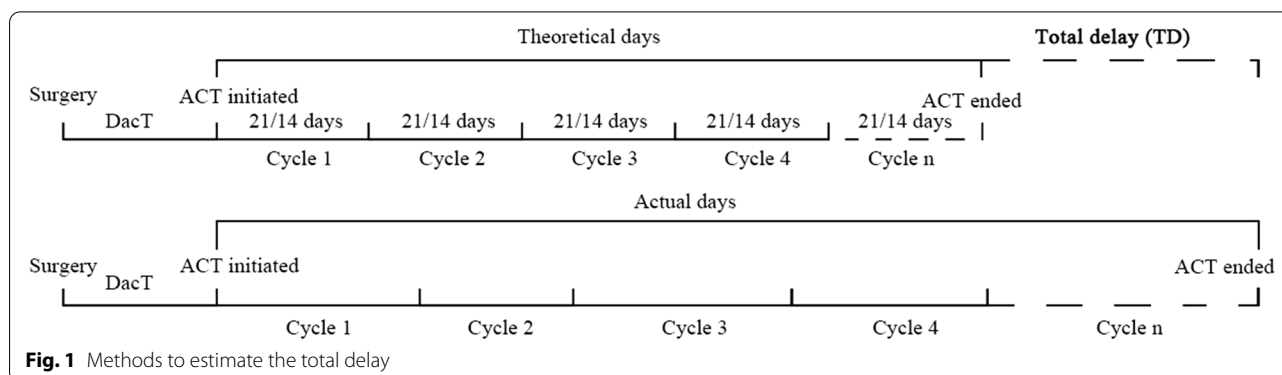 Theoretical days Total delay (TD)
Surgery ACT initiated ACT ended
DacT 21/14 days 21/14 days 21/14 days 21/14 days 21/14 days
Cycle 1 Cycle 2 Cycle 3 Cycle 4 Cycle n
Actual days
Surgery ACT initiated ACT ended
DacT
Cycle 1 Cycle 2 Cycle 3 Cycle 4 Cycle n
Fig. 1 Methods to estimate the total delay